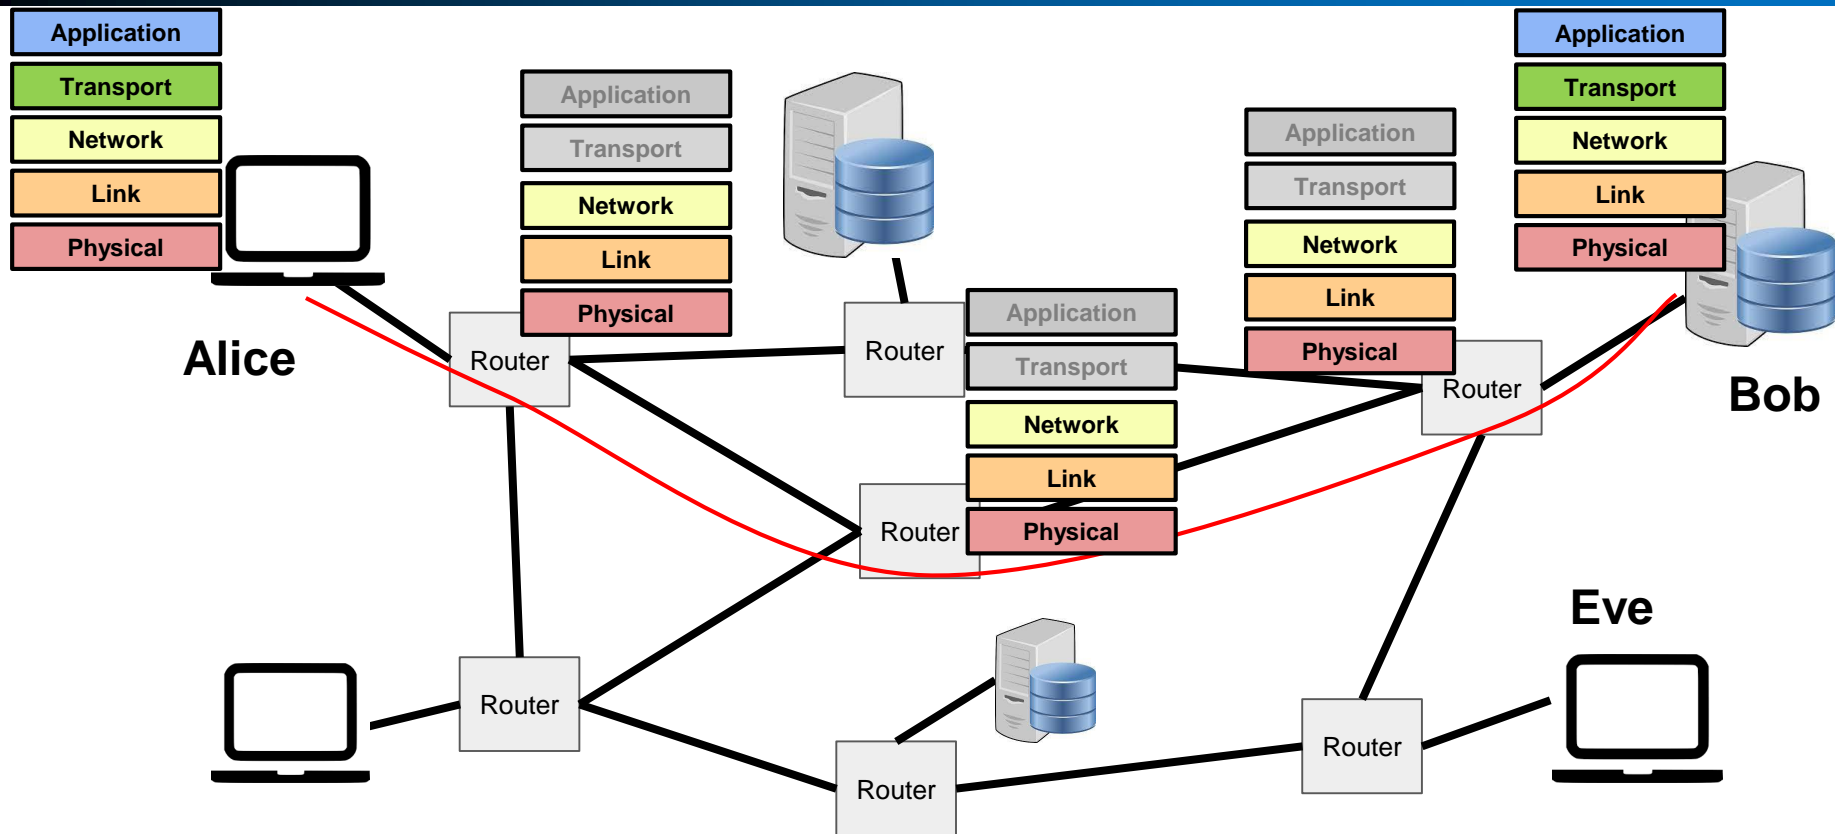 Application
Transport
Network
Link
Physical
Alice
Application
Transport
Network
Link
Physical
Router
Router
Application
Transport
Network
Link
Physical
Router
Application
Transport
Network
Link
Physical
Router
Application
Transport
Network
Link
Physical
Bob
Eve
Router
Router
Router